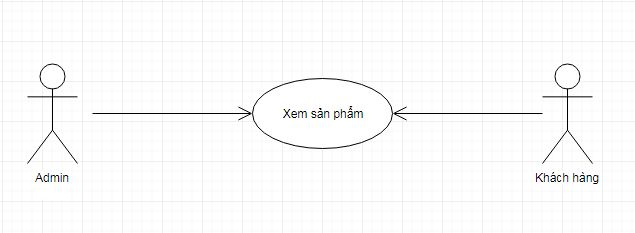 Xem sản phẩm
Admin
Khách hàng